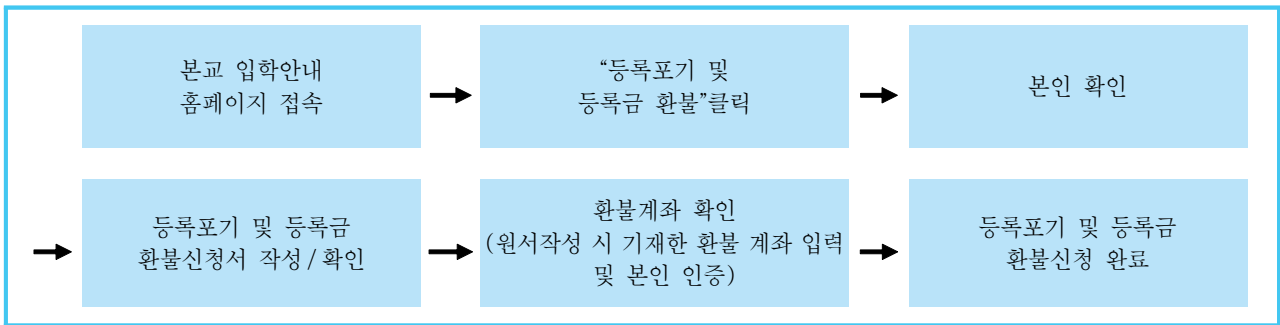 본교 입학안내
홈페이지 접속
“등록포기 및
등록금 환불”클릭
본인 확인
등록포기 및 등록금
환불신청서 작성/확인
환불계좌 확인
(원서작성 시 기재한 환불 계좌 입력
및 본인 인증)
등록포기 및 등록금
환불신청 완료